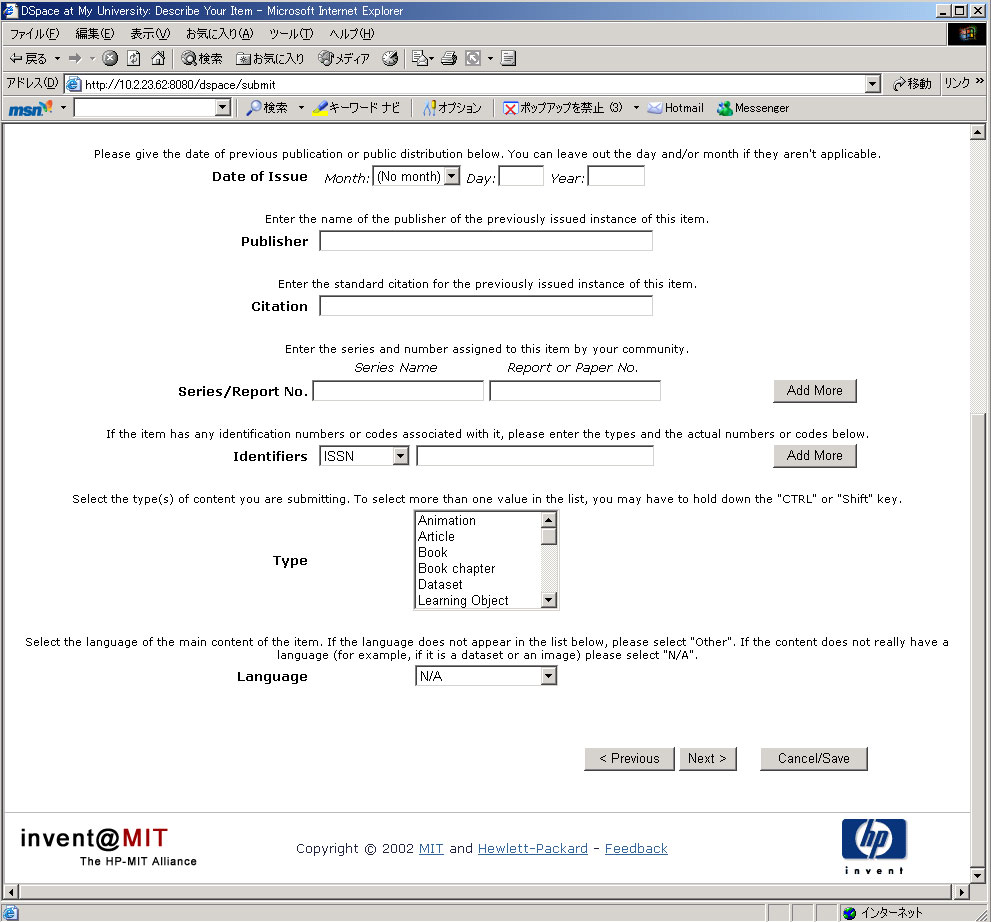 DSpace at My University: Describe Your Item - Microsoft Internet Explorer
ファイル(F) 編集(E) 表示(V) お気に入り(A) ツール(T) ヘルプ(H)
戻る 検索 お気に入り メディア
アドレス(D) http://10.2.23.62:8080/dspace/submit 移動 リンク »
msn 検索 キーワード ナビ オプション ポップアップを禁止 (3) Hotmail Messenger
Please give the date of previous publication or public distribution below. You can leave out the day and/or month if they aren't applicable.
Date of Issue Month: (No month) Day: Year:
Enter the name of the publisher of the previously issued instance of this item.
Publisher
Enter the standard citation for the previously issued instance of this item.
Citation
Enter the series and number assigned to this item by your community.
Series Name Report or Paper No.
Series/Report No. Add More
If the item has any identification numbers or codes associated with it, please enter the types and the actual numbers or codes below.
Identifiers ISSN Add More
Select the type(s) of content you are submitting. To select more than one value in the list, you may have to hold down the "CTRL" or "Shift" key.
Type
Animation
Article
Book
Book chapter
Dataset
Learning Object
Select the language of the main content of the item. If the language does not appear in the list below, please select "Other". If the content does not really have a
language (for example, if it is a dataset or an image) please select "N/A".
Language N/A
< Previous Next > Cancel/Save
invent@MIT
The HP-MIT Alliance
Copyright © 2002 MIT and Hewlett-Packard - Feedback
hp
invent
インターネット